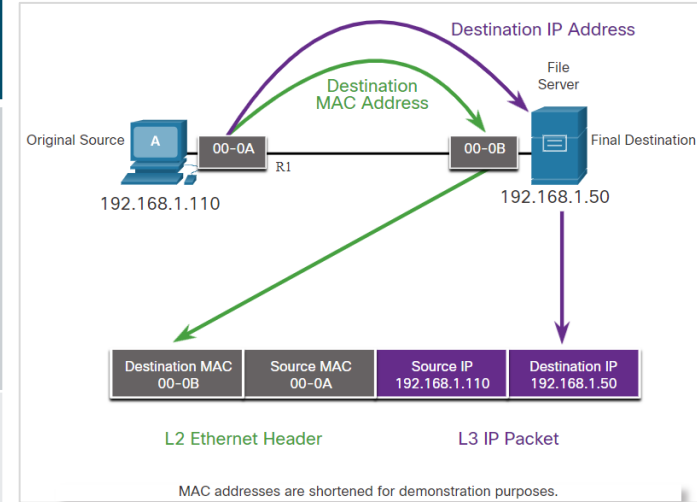 Destination IP Address
File
Server
Destination
MAC Address
Original Source
A
00-0A
R1
00-0B
Final Destination
192.168.1.110
192.168.1.50
Destination MAC
00-0B
Source MAC
00-0A
Source IP
192.168.1.110
Destination IP
192.168.1.50
L2 Ethernet Header
L3 IP Packet
MAC addresses are shortened for demonstration purposes.